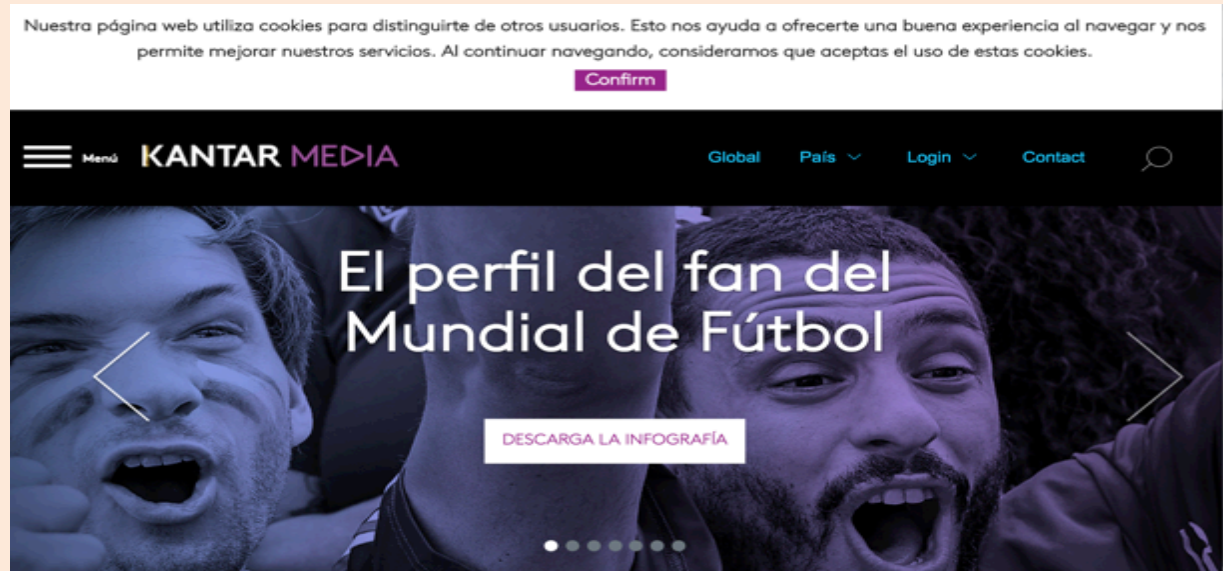 Nuestra página web utiliza cookies para distinguirte de otros usuarios. Esto nos ayuda a ofrecerte una buena experiencia al navegar y nos
permite mejorar nuestros servicios. Al continuar navegando, consideramos que aceptas el uso de estas cookies.
Confirm
Menú KANTAR MEDIA Global País Login Contact
El perfil del fan del
Mundial de Fútbol
DESCARGA LA INFOGRAFÍA